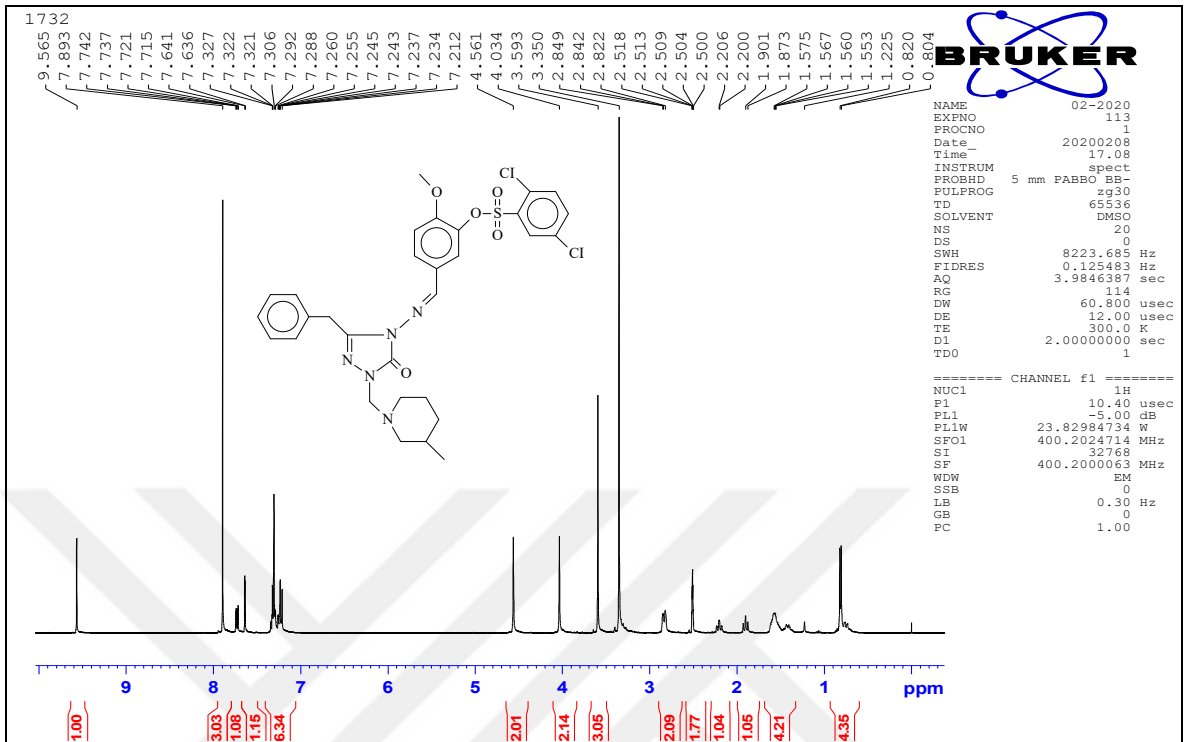 1732
9.565
7.893
7.742
7.737
7.721
7.715
7.641
7.636
7.327
7.322
7.321
7.306
7.292
7.288
7.260
7.255
7.245
7.243
7.237
7.234
7.212
4.561
4.034
3.593
3.350
2.849
2.842
2.822
2.518
2.513
2.509
2.504
2.500
2.206
2.200
1.901
1.873
1.575
1.567
1.560
1.553
1.225
0.820
0.804
BRUKER
NAME 02-2020
EXPNO 113
PROCNO 1
Date_ 20200208
Time 17.08
INSTRUM spect
PROBHD 5 mm PABBO BB-
PULPROG zg30
TD 65536
SOLVENT DMSO
NS 20
DS 0
SWH 8223.685 Hz
FIDRES 0.125483 Hz
AQ 3.9846387 sec
RG 114
DW 60.800 usec
DE 12.00 usec
TE 300.0 K
D1 2.00000000 sec
TD0 1
======== CHANNEL f1 ========
NUC1 1H
P1 10.40 usec
PL1 -5.00 dB
PL1W 23.82984734 W
SFO1 400.2024714 MHz
SI 32768
SF 400.2000063 MHz
WDW EM
SSB 0
LB 0.30 Hz
GB 0
PC 1.00
Cl
O
O
O S
O
Cl
N
N
N
N O
N
9 8 7 6 5 4 3 2 1 ppm
1.00 3.03 1.08 1.15 6.34 2.01 2.14 3.05 2.09 1.77 1.04 1.05 4.21 4.35